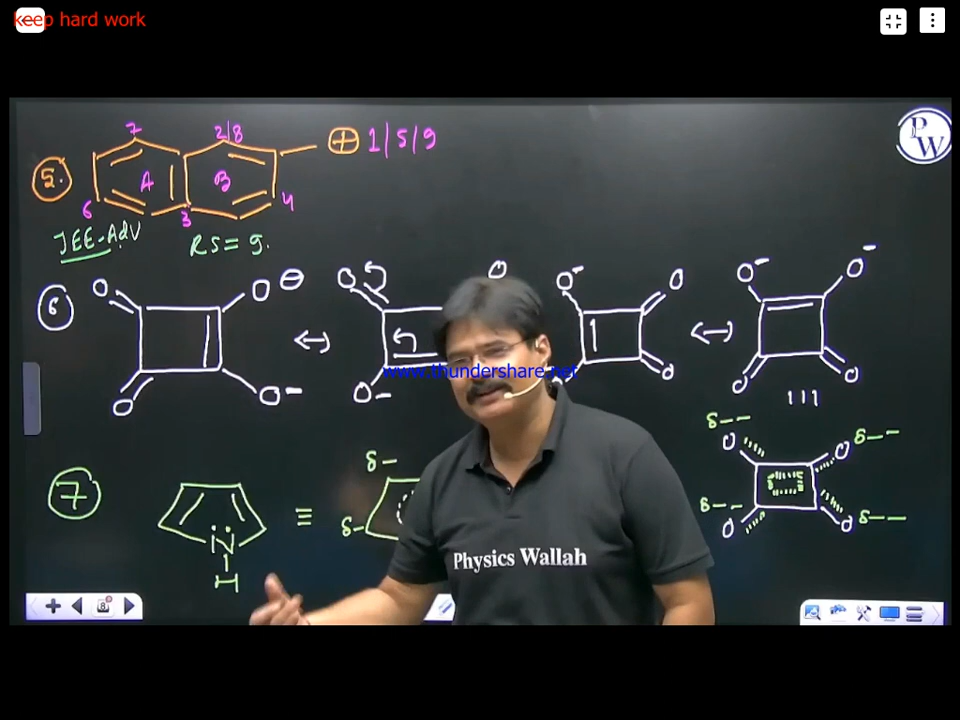 keep hard work
PW
5.
7
2/8
⊕ 1/5/9
A
B
6
3
4
JEE-Adv
RS = 9.
6
O
O⊖
O
O⁻
↔
O
O
O⁻
O⁻
O
O
↔
O⁻
O⁻
O
O
III
www.thundershare.net
7
N̈
H
≡
δ-
δ-
δ--
O
O
δ--
δ--
O
O
δ--
Physics Wallah